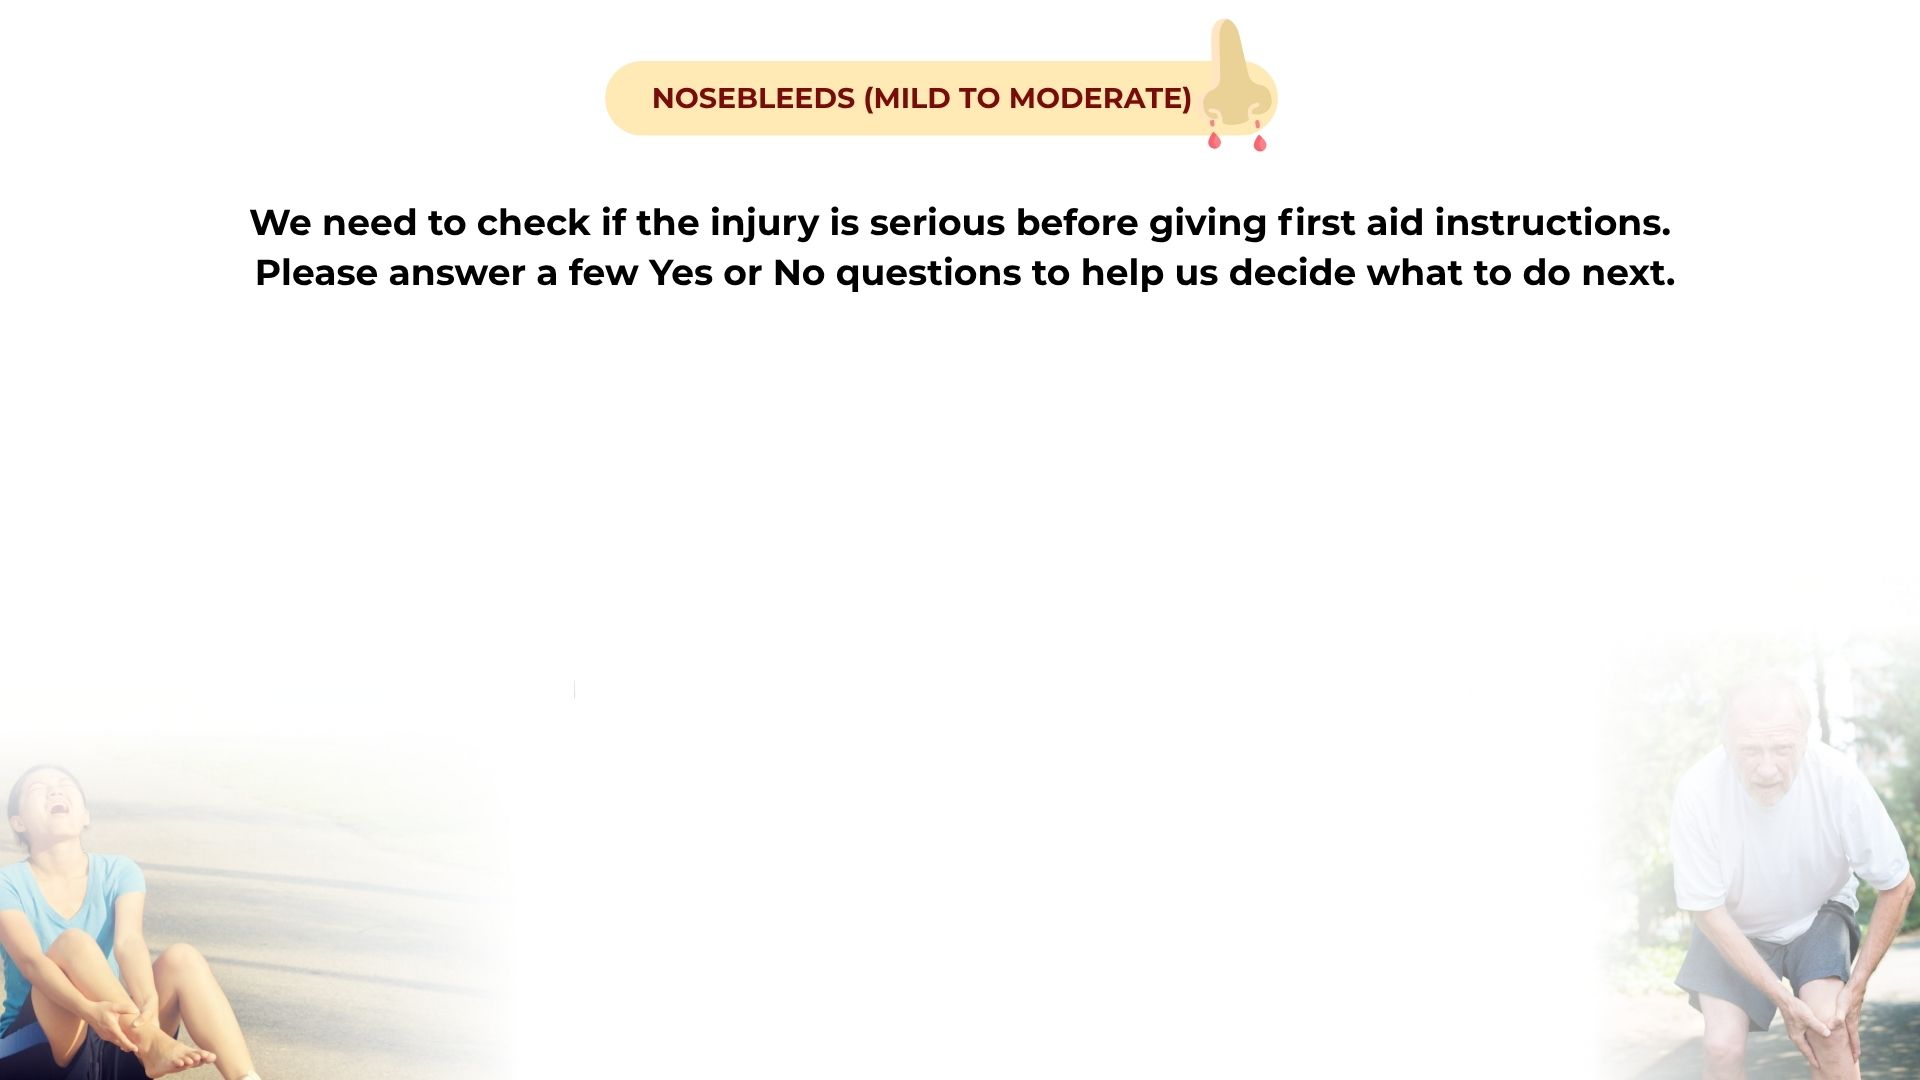 NOSEBLEEDS (MILD TO MODERATE)
We need to check if the injury is serious before giving first aid instructions.
Please answer a few Yes or No questions to help us decide what to do next.